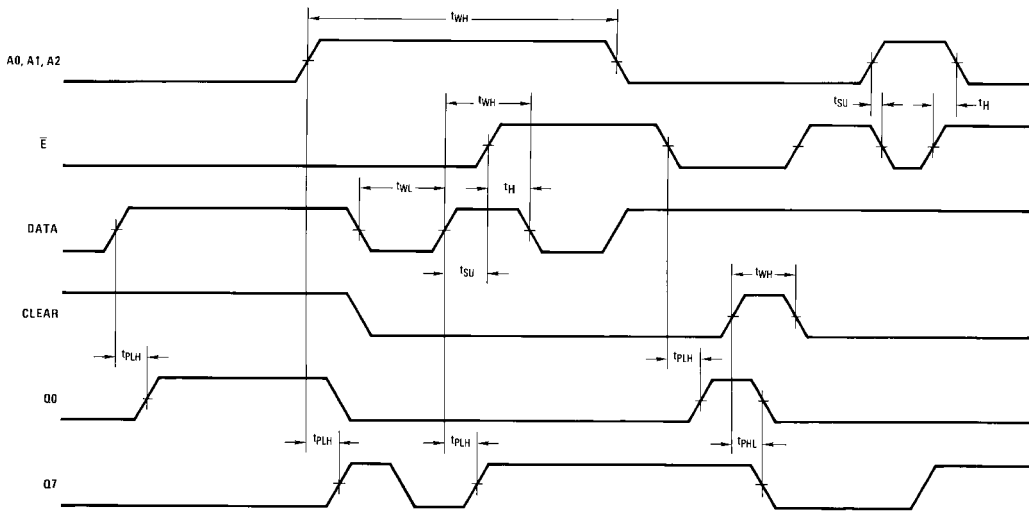 tWH
A0, A1, A2
tSU
tH
tWH
E̅
tWL
tH
DATA
tSU
tWH
CLEAR
tPLH
tPLH
Q0
tPLH
tPLH
tPHL
Q7